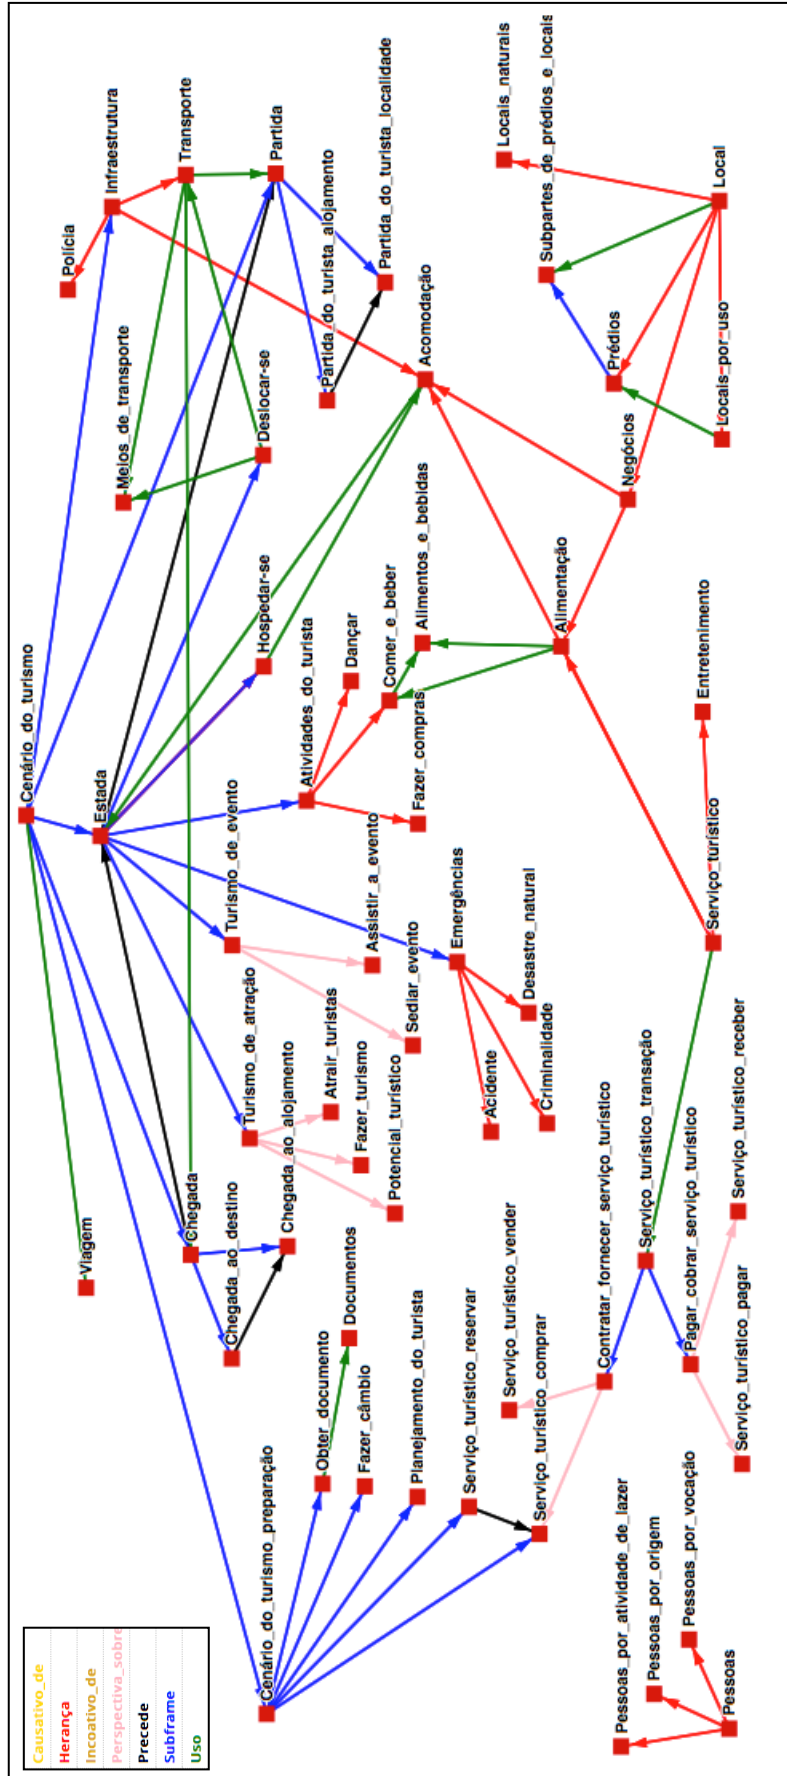 Causativo_de
Herança
Incoativo_de
Perspectiva_sobre
Precede
Subframe
Uso
Cenário_do_turismo
Viagem
Estada
Infraestrutura
Polícia
Transporte
Meios_de_transporte
Partida
Chegada
Chegada_ao_destino
Chegada_ao_alojamento
Cenário_do_turismo_preparação
Turismo_de_atração
Turismo_de_evento
Hospedar-se
Deslocar-se
Partida_do_turista_alojamento
Partida_do_turista_localidade
Obter_documento
Documentos
Fazer_câmbio
Planejamento_do_turista
Serviço_turístico_reservar
Serviço_turístico_comprar
Atrair_turistas
Fazer_turismo
Potencial_turístico
Assistir_a_evento
Sediar_evento
Atividades_do_turista
Dançar
Comer_e_beber
Fazer_compras
Alimentos_e_bebidas
Acomodação
Emergências
Acidente
Criminalidade
Desastre_natural
Locais_naturais
Subpartes_de_prédios_e_locais
Prédios
Local
Locais_por_uso
Negócios
Alimentação
Entretenimento
Serviço_turístico
Serviço_turístico_vender
Contratar_fornecer_serviço_turístico
Serviço_turístico_transação
Pagar_cobrar_serviço_turístico
Serviço_turístico_receber
Serviço_turístico_pagar
Pessoas_por_atividade_de_lazer
Pessoas_por_origem
Pessoas_por_vocação
Pessoas